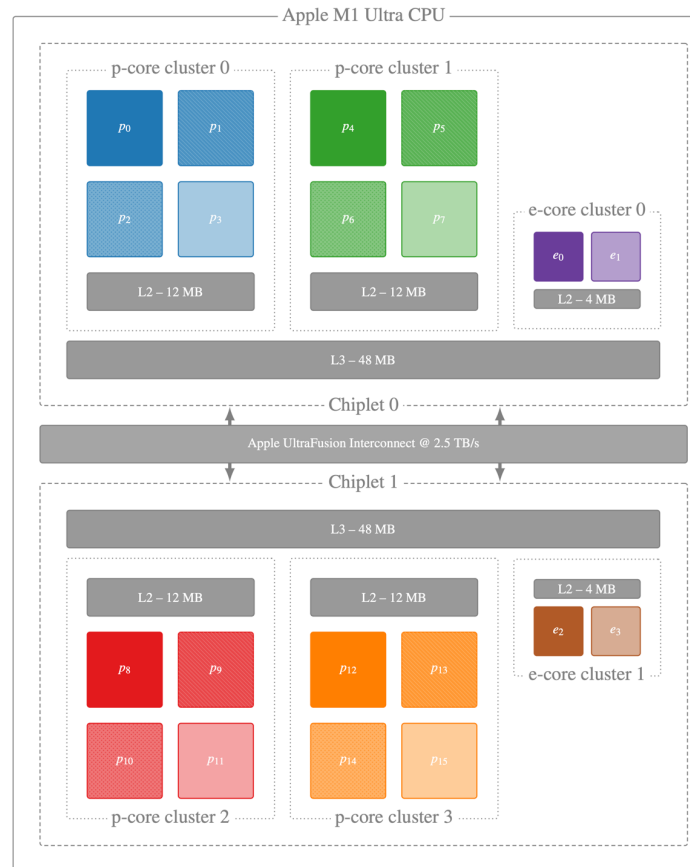 Apple M1 Ultra CPU
p-core cluster 0
p-core cluster 1
p0
p1
p4
p5
p2
p3
p6
p7
e-core cluster 0
e0
e1
L2 – 12 MB
L2 – 12 MB
L2 – 4 MB
L3 – 48 MB
Chiplet 0
Apple UltraFusion Interconnect @ 2.5 TB/s
Chiplet 1
L3 – 48 MB
L2 – 12 MB
L2 – 12 MB
L2 – 4 MB
e2
e3
p8
p9
p12
p13
e-core cluster 1
p10
p11
p14
p15
p-core cluster 2
p-core cluster 3